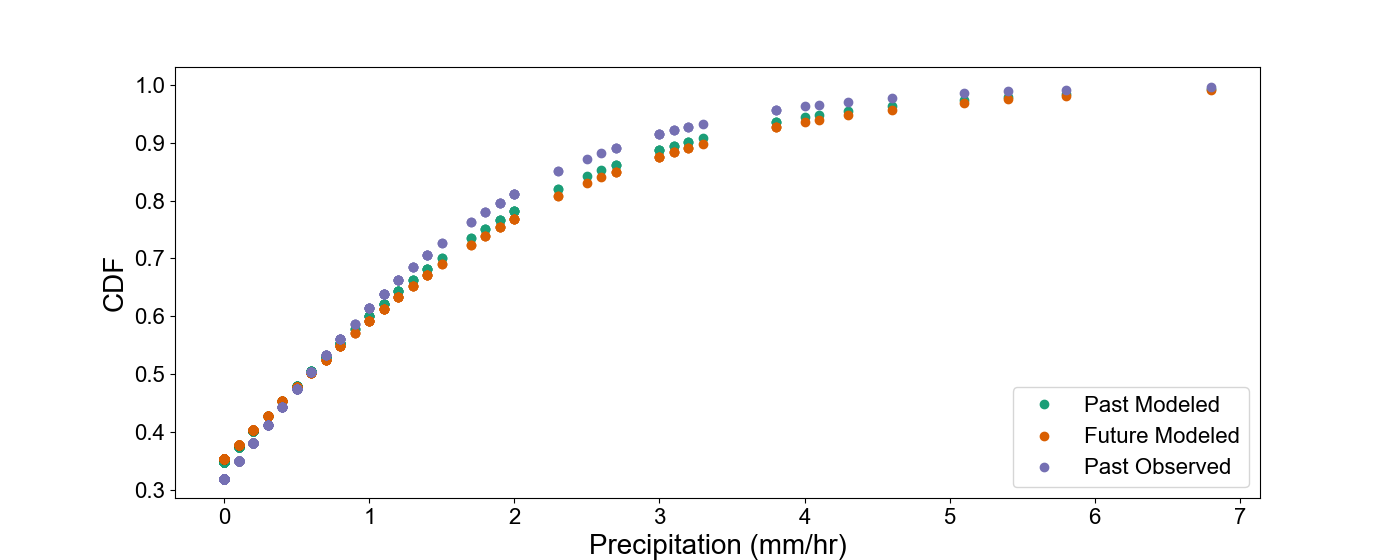 1.0
0.9
0.8
0.7
0.6
0.5
0.4
0.3
CDF
0 1 2 3 4 5 6 7
Precipitation (mm/hr)
Past Modeled
Future Modeled
Past Observed